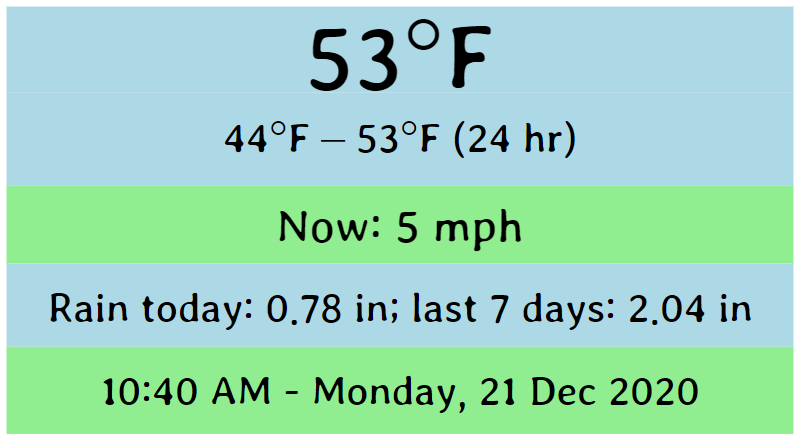 53°F
44°F – 53°F (24 hr)
Now: 5 mph
Rain today: 0.78 in; last 7 days: 2.04 in
10:40 AM - Monday, 21 Dec 2020